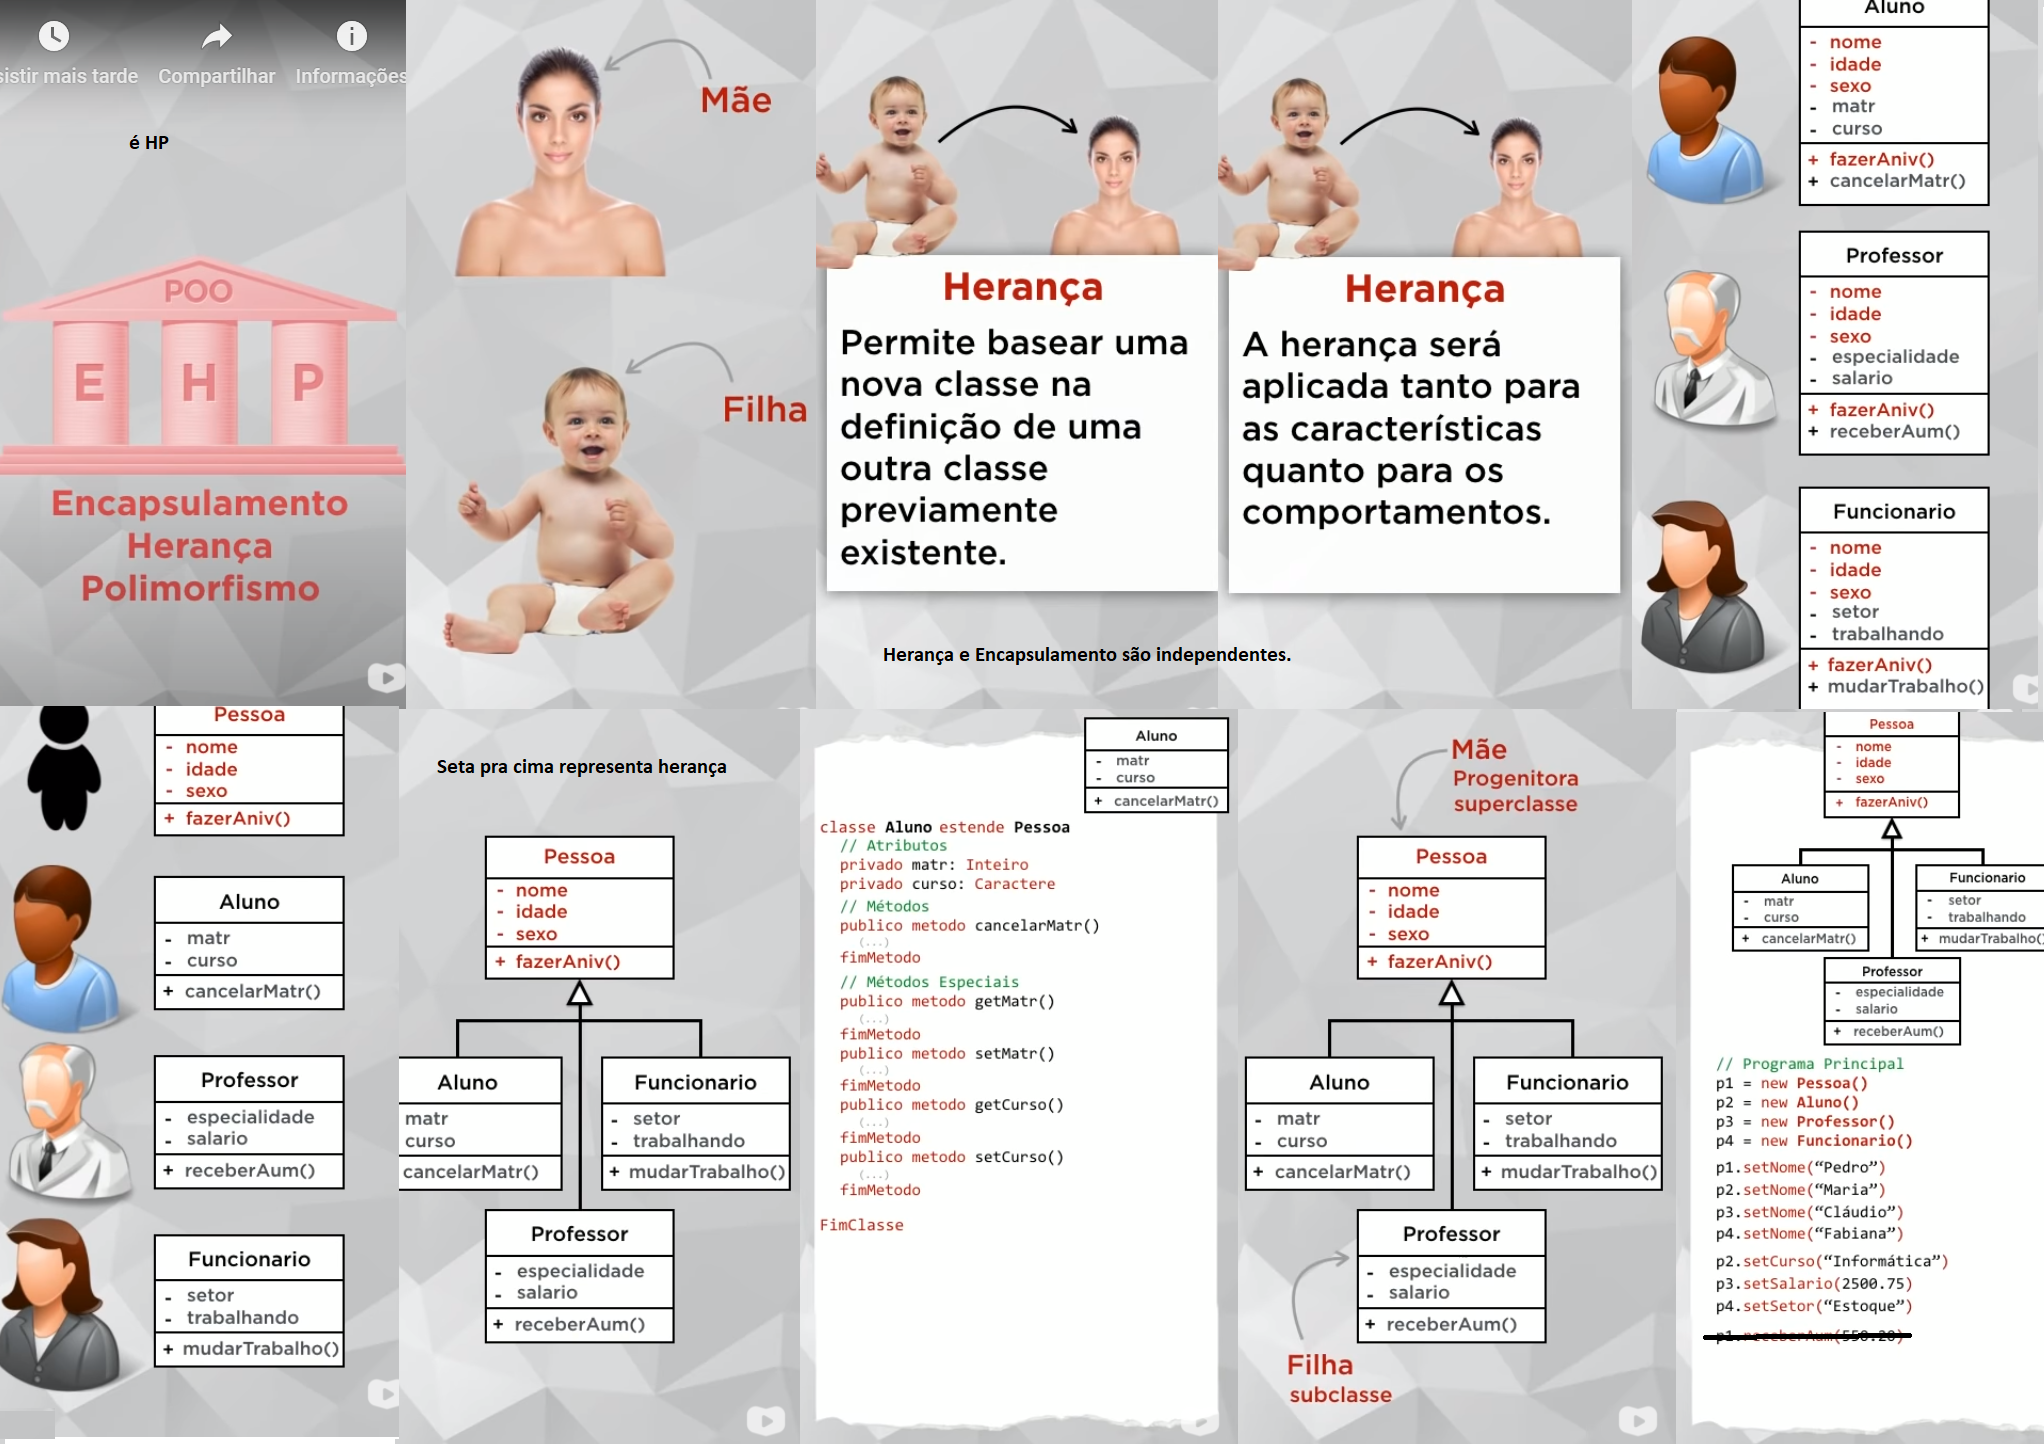 sistir mais tarde
Compartilhar
Informações
é HP
POO
E H P
Encapsulamento
Herança
Polimorfismo
Mãe
Filha
Herança
Permite basear uma
nova classe na
definição de uma
outra classe
previamente
existente.
Herança
A herança será
aplicada tanto para
as características
quanto para os
comportamentos.
Herança e Encapsulamento são independentes.
Aluno
- nome
- idade
- sexo
- matr
- curso
+ fazerAniv()
+ cancelarMatr()
Professor
- nome
- idade
- sexo
- especialidade
- salario
+ fazerAniv()
+ receberAum()
Funcionario
- nome
- idade
- sexo
- setor
- trabalhando
+ fazerAniv()
+ mudarTrabalho()
Pessoa
- nome
- idade
- sexo
+ fazerAniv()
Aluno
- matr
- curso
+ cancelarMatr()
Professor
- especialidade
- salario
+ receberAum()
Funcionario
- setor
- trabalhando
+ mudarTrabalho()
Seta pra cima representa herança
Pessoa
- nome
- idade
- sexo
+ fazerAniv()
Aluno
matr
curso
cancelarMatr()
Funcionario
- setor
- trabalhando
+ mudarTrabalho()
Professor
- especialidade
- salario
+ receberAum()
Aluno
- matr
- curso
+ cancelarMatr()
classe Aluno estende Pessoa
// Atributos
privado matr: Inteiro
privado curso: Caractere
// Métodos
publico metodo cancelarMatr()
(...)
fimMetodo
// Métodos Especiais
publico metodo getMatr()
(...)
fimMetodo
publico metodo setMatr()
(...)
fimMetodo
publico metodo getCurso()
(...)
fimMetodo
publico metodo setCurso()
(...)
fimMetodo
FimClasse
Mãe
Progenitora
superclasse
Pessoa
- nome
- idade
- sexo
+ fazerAniv()
Aluno
- matr
- curso
+ cancelarMatr()
Funcionario
- setor
- trabalhando
+ mudarTrabalho()
Professor
- especialidade
- salario
+ receberAum()
Filha
subclasse
Pessoa
- nome
- idade
- sexo
+ fazerAniv()
Aluno
- matr
- curso
+ cancelarMatr()
Funcionario
- setor
- trabalhando
+ mudarTrabalho()
Professor
- especialidade
- salario
+ receberAum()
// Programa Principal
p1 = new Pessoa()
p2 = new Aluno()
p3 = new Professor()
p4 = new Funcionario()
p1.setNome(“Pedro”)
p2.setNome(“Maria”)
p3.setNome(“Cláudio”)
p4.setNome(“Fabiana”)
p2.setCurso(“Informática”)
p3.setSalario(2500.75)
p4.setSetor(“Estoque”)
p1.receberAum(550.20)